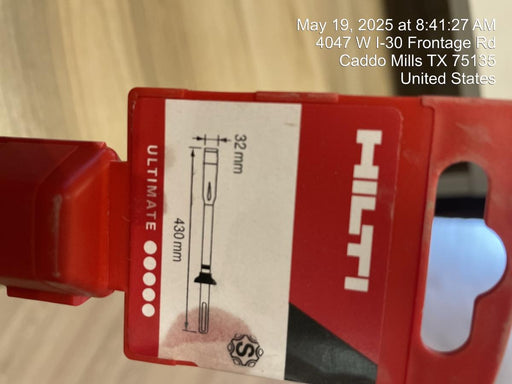 May 19, 2025 at 8:41:27 AM
4047 W I-30 Frontage Rd
Caddo Mills TX 75135
United States
HILTI
32 mm
430 mm
ULTIMATE
S